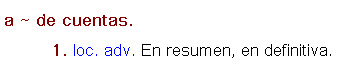 a ~ de cuentas.
1. loc. adv. En resumen, en definitiva.